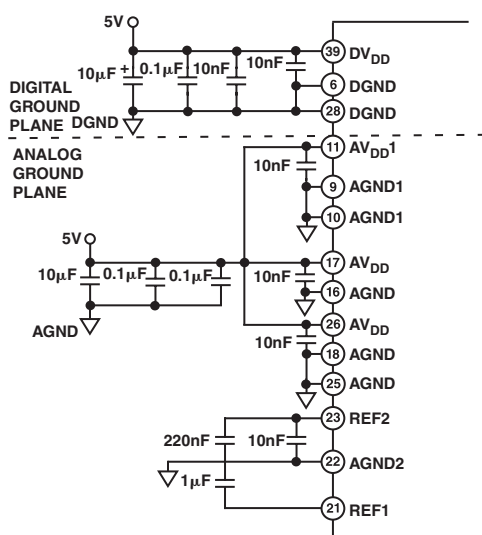 5V
10µF + 0.1µF 10nF 10nF
39 DVDD
6 DGND
28 DGND
DIGITAL
GROUND
PLANE DGND
ANALOG
GROUND
PLANE
11 AVDD1
10nF
9 AGND1
10 AGND1
5V
10µF 0.1µF 0.1µF 10nF
17 AVDD
16 AGND
AGND
26 AVDD
10nF
18 AGND
25 AGND
23 REF2
220nF 10nF
22 AGND2
1µF
21 REF1